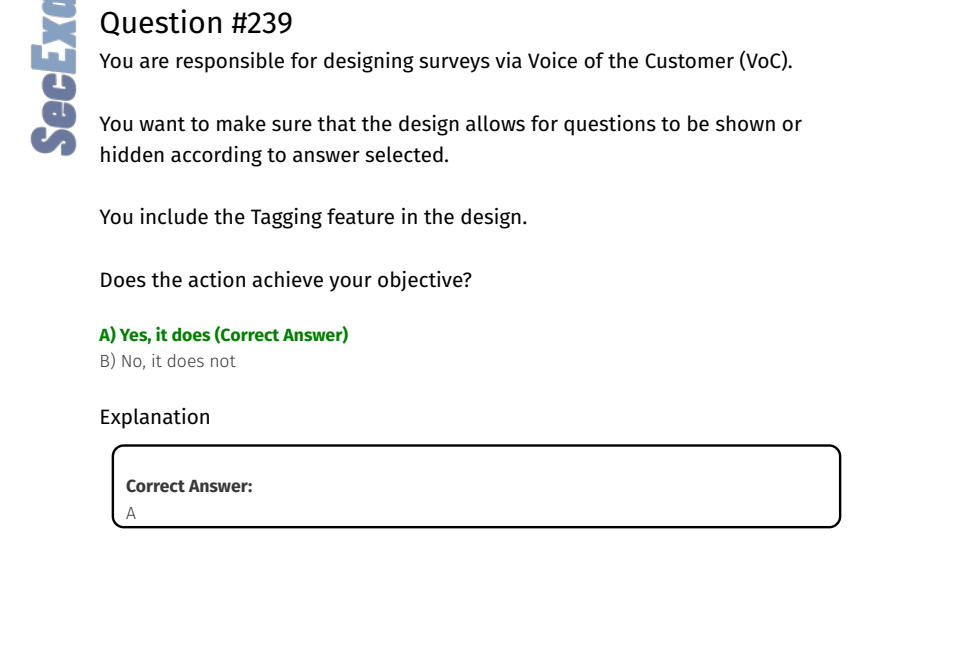 Question #239
You are responsible for designing surveys via Voice of the Customer (VoC).
You want to make sure that the design allows for questions to be shown or
hidden according to answer selected.
You include the Tagging feature in the design.
Does the action achieve your objective?
A) Yes, it does (Correct Answer)
B) No, it does not
Explanation
Correct Answer:
A